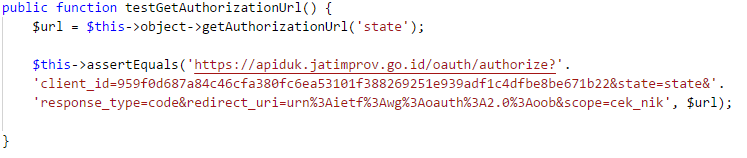 public function testGetAuthorizationUrl() {
$url = $this->object->getAuthorizationUrl('state');
$this->assertEquals('https://apiduk.jatimprov.go.id/oauth/authorize?'.
'client_id=959f0d687a84c46cfa380fc6ea53101f388269251e939adf1c4dfbe8be671b22&state=state&'.
'response_type=code&redirect_uri=urn%3Aietf%3Awg%3Aoauth%3A2.0%3Aoob&scope=cek_nik', $url);
}